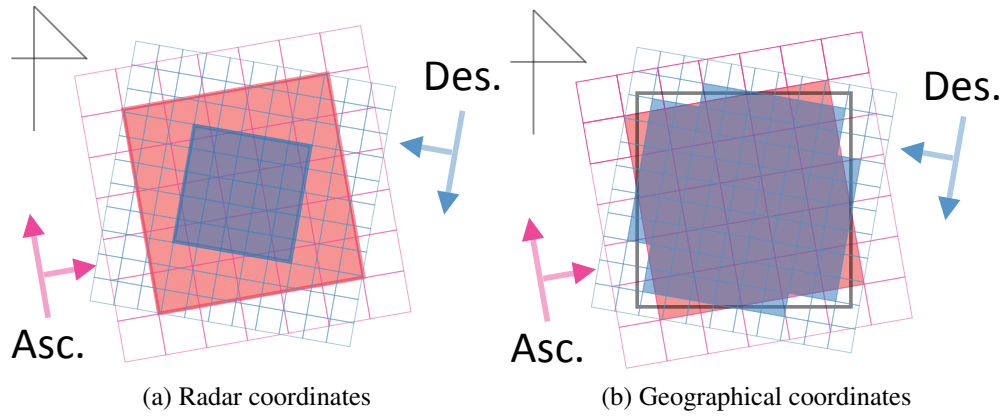 Des.
Asc.
(a) Radar coordinates
Des.
Asc.
(b) Geographical coordinates